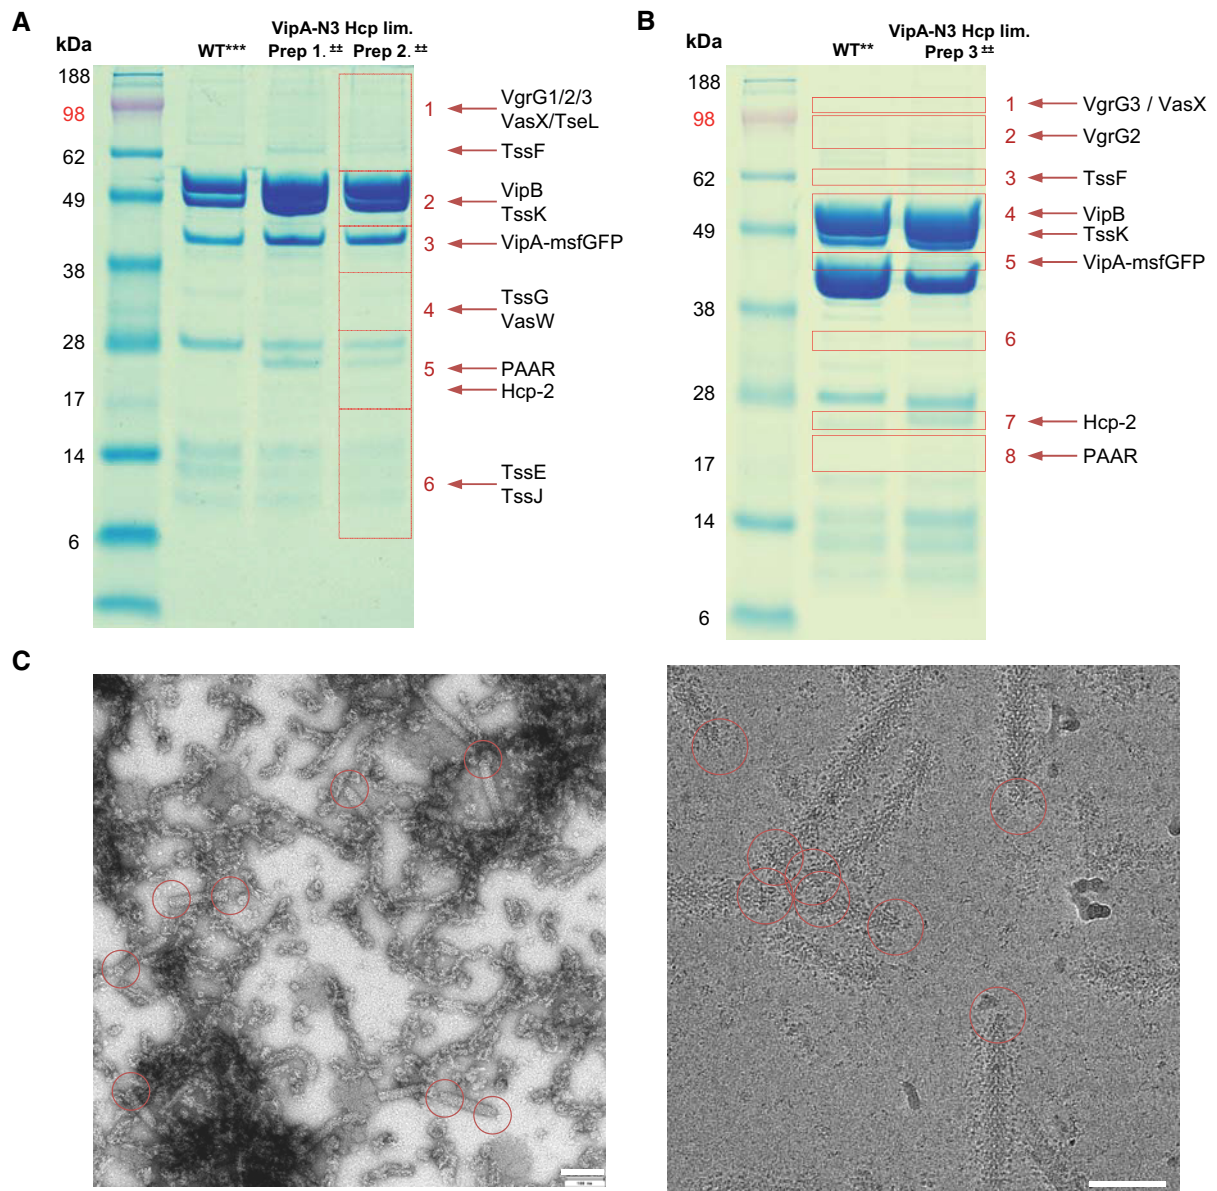 A
VipA-N3 Hcp lim.
kDa
WT*** Prep 1. ±± Prep 2. ±±
188
98
62
49
38
28
17
14
6
1
VgrG1/2/3
VasX/TseL
TssF
2
VipB
TssK
3
VipA-msfGFP
4
TssG
VasW
5
PAAR
Hcp-2
6
TssE
TssJ
B
VipA-N3 Hcp lim.
kDa
WT** Prep 3 ±±
188
98
62
49
38
28
17
14
6
1 VgrG3 / VasX
2 VgrG2
3 TssF
4 VipB
TssK
5 VipA-msfGFP
6
7 Hcp-2
8 PAAR
C